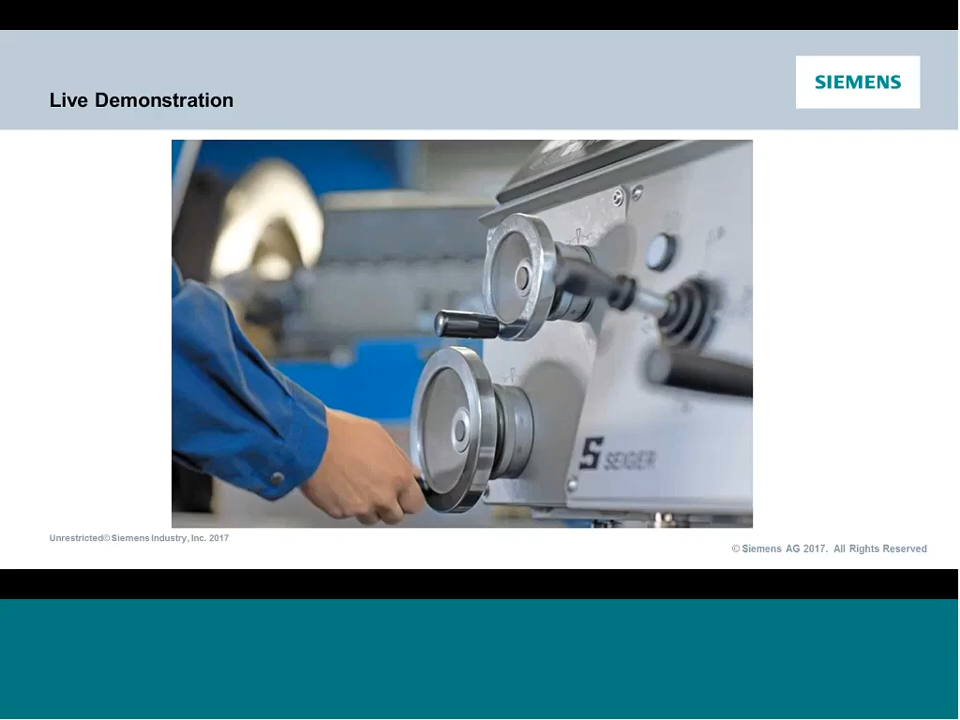 Live Demonstration
SIEMENS
S SEIGER
Unrestricted© Siemens Industry, Inc. 2017
© Siemens AG 2017. All Rights Reserved